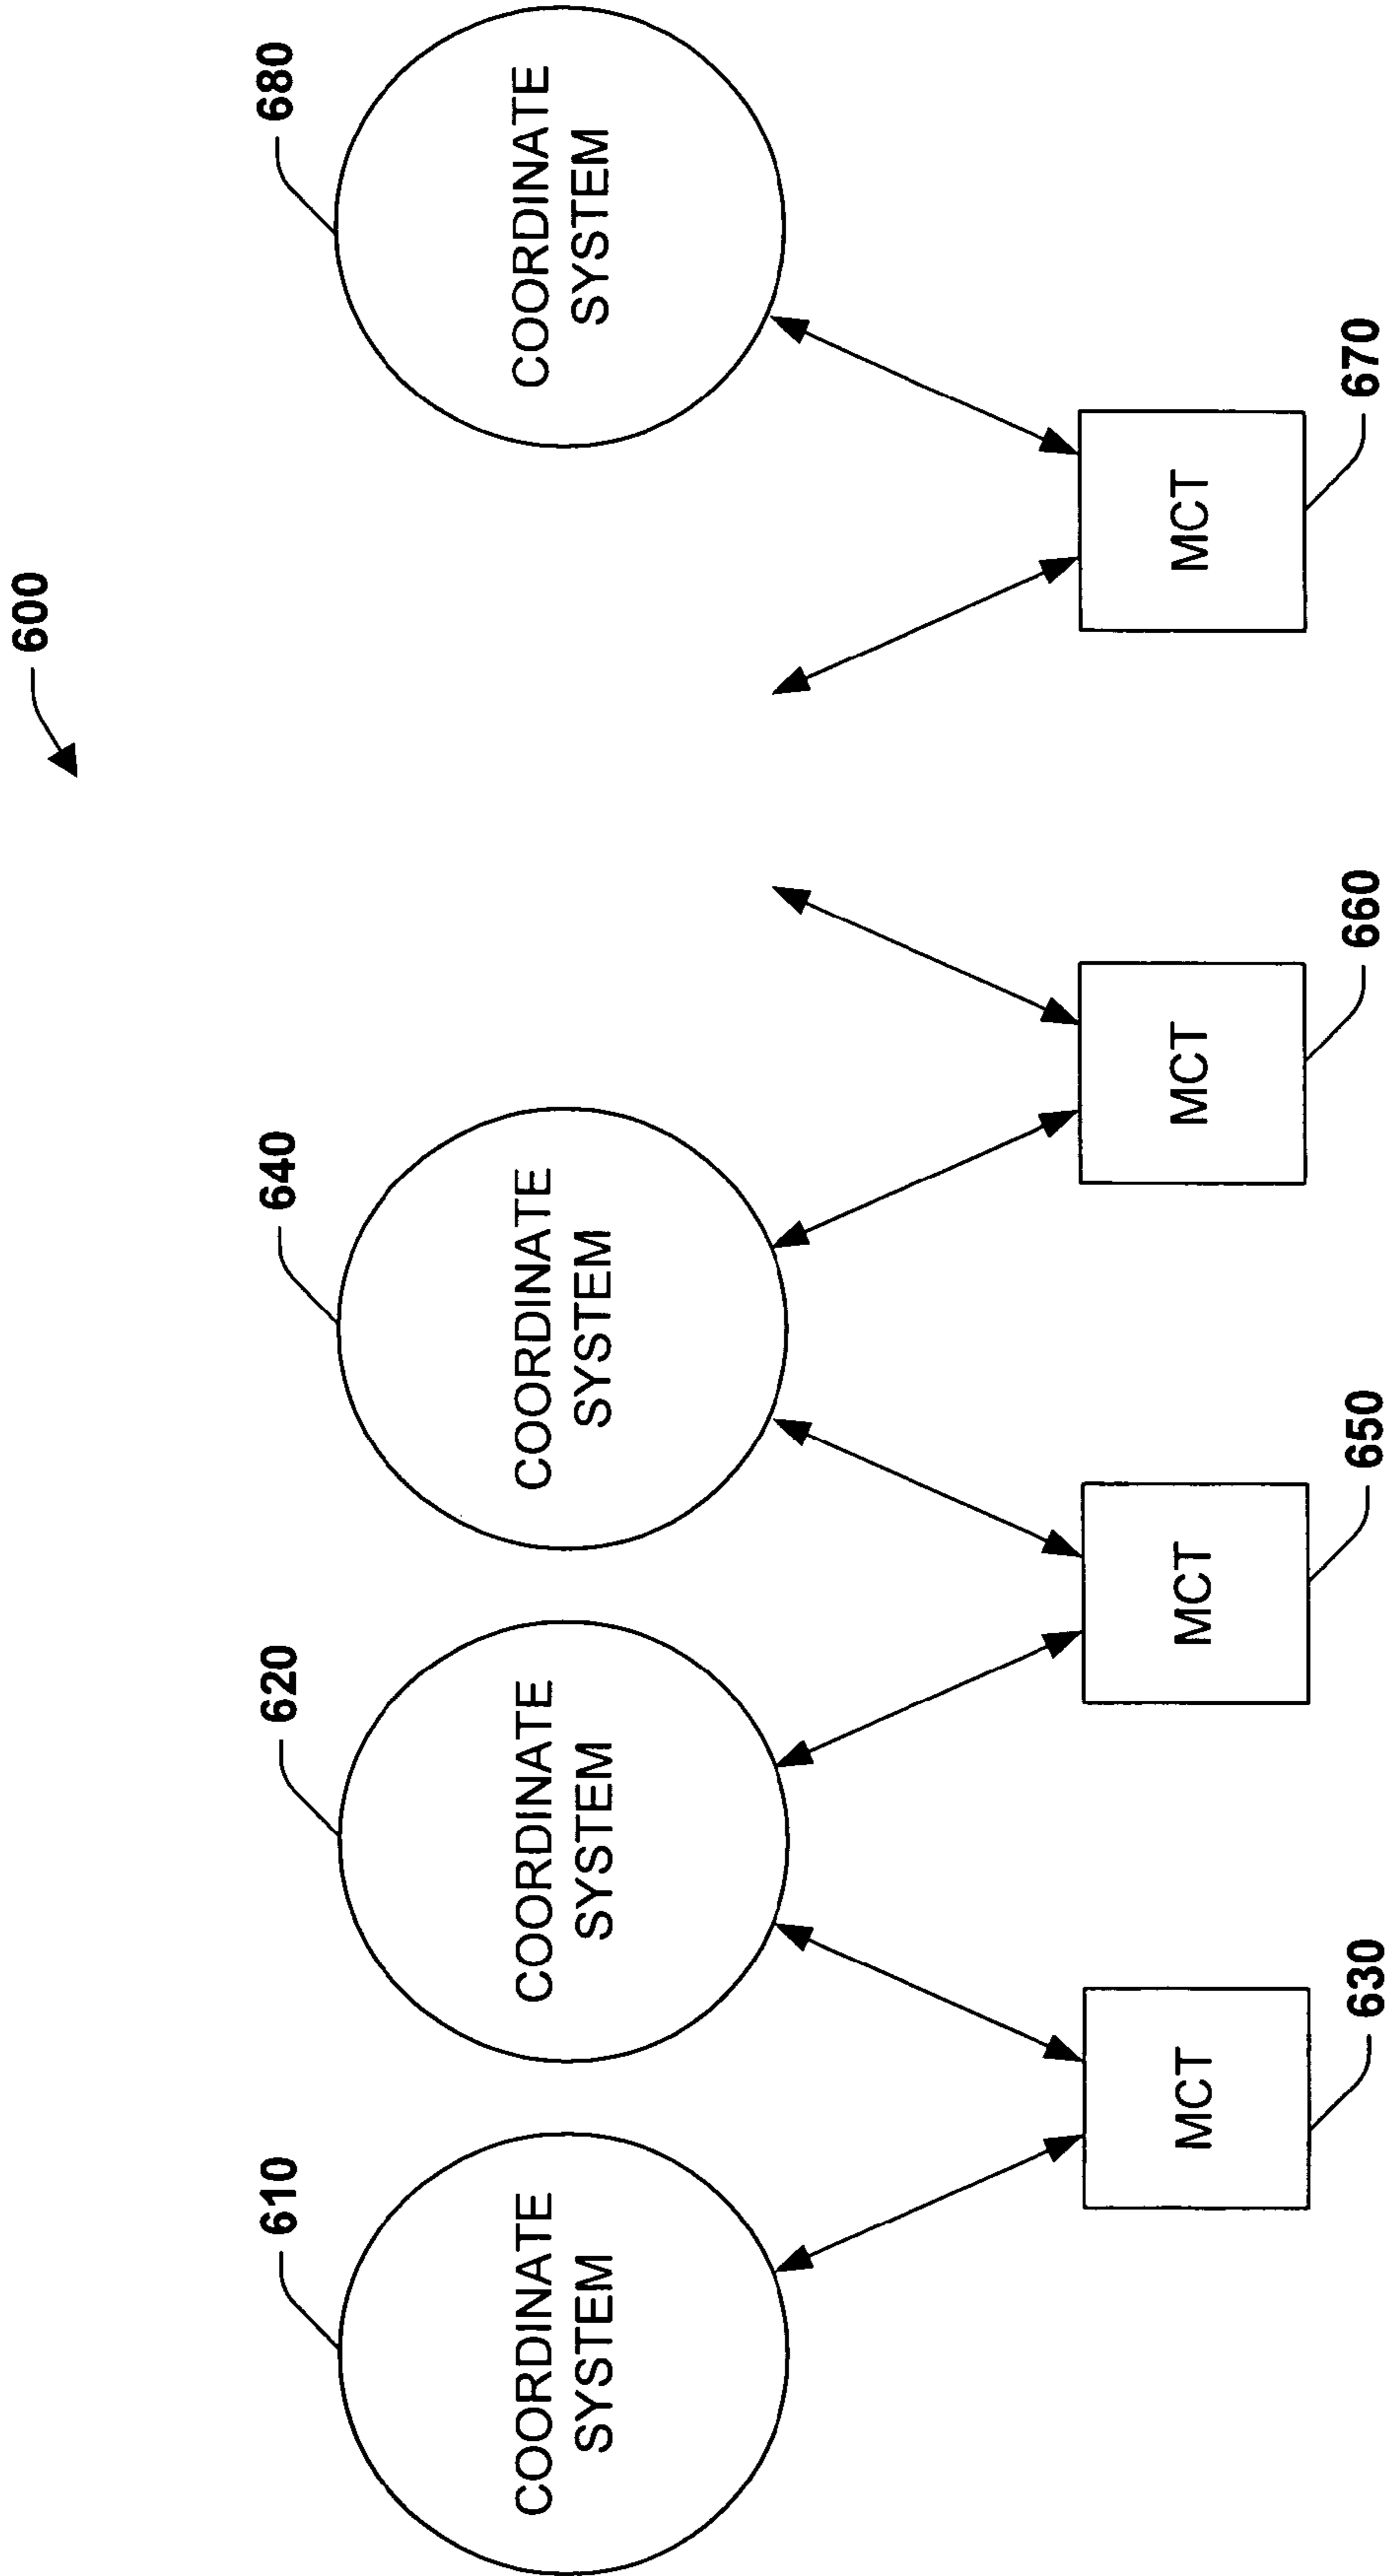 600
610
COORDINATE
SYSTEM
620
COORDINATE
SYSTEM
640
COORDINATE
SYSTEM
680
COORDINATE
SYSTEM
MCT
630
MCT
650
MCT
660
MCT
670